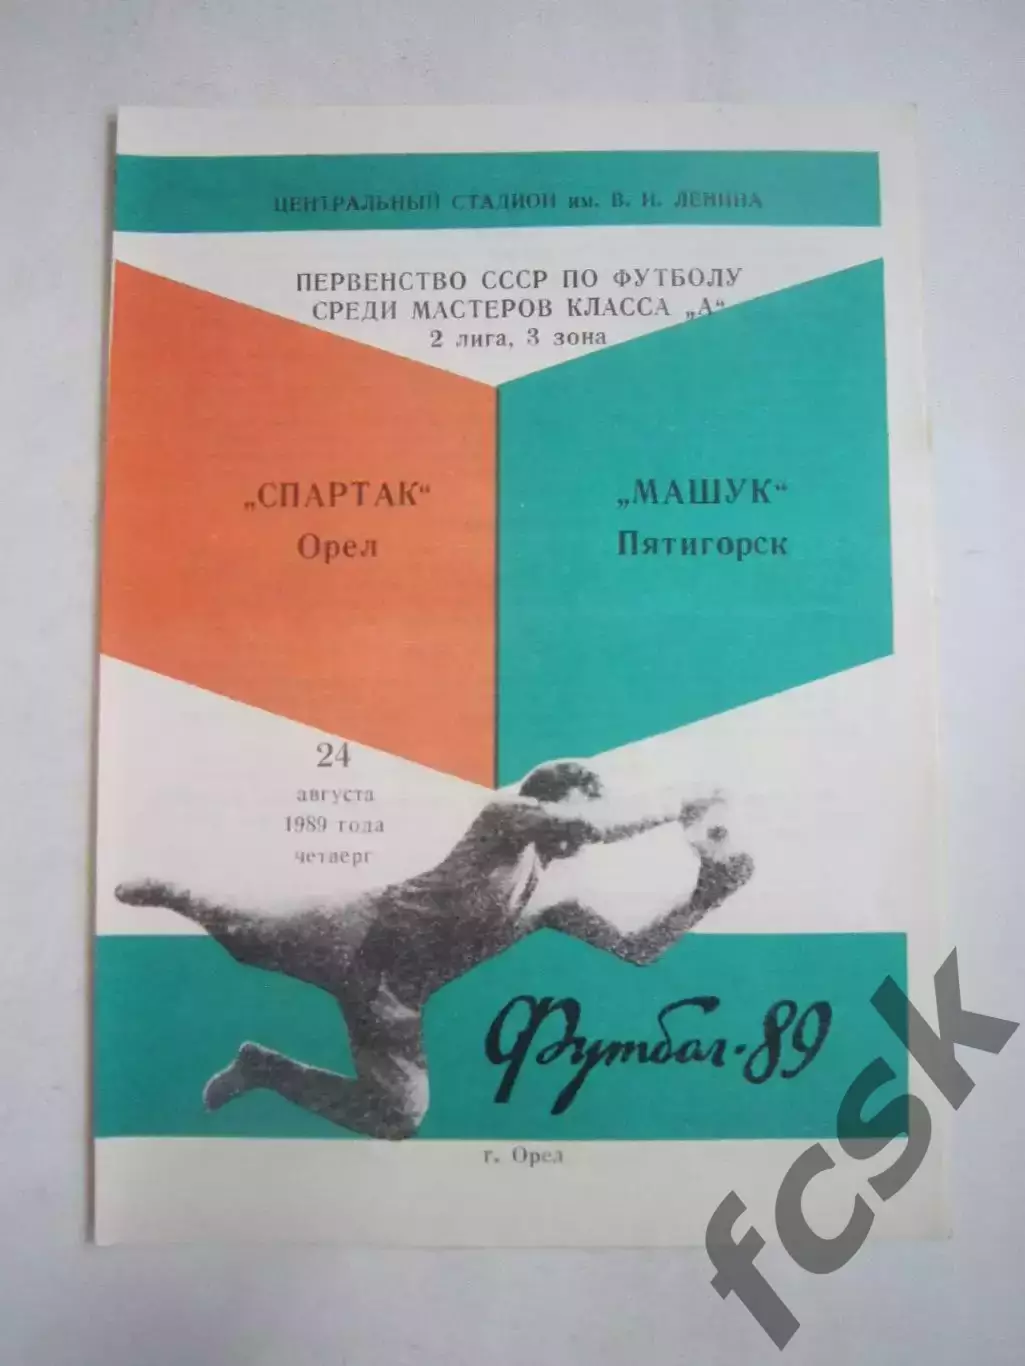 ЦЕНТРАЛЬНЫЙ СТАДИОН им. В. И. ЛЕНИНА
ПЕРВЕНСТВО СССР ПО ФУТБОЛУ
СРЕДИ МАСТЕРОВ КЛАССА „А“
2 лига, 3 зона
„СПАРТАК“
Орел
„МАШУК“
Пятигорск
24
августа
1989 года
четверг
Футбол-89
г. Орел
fcsk